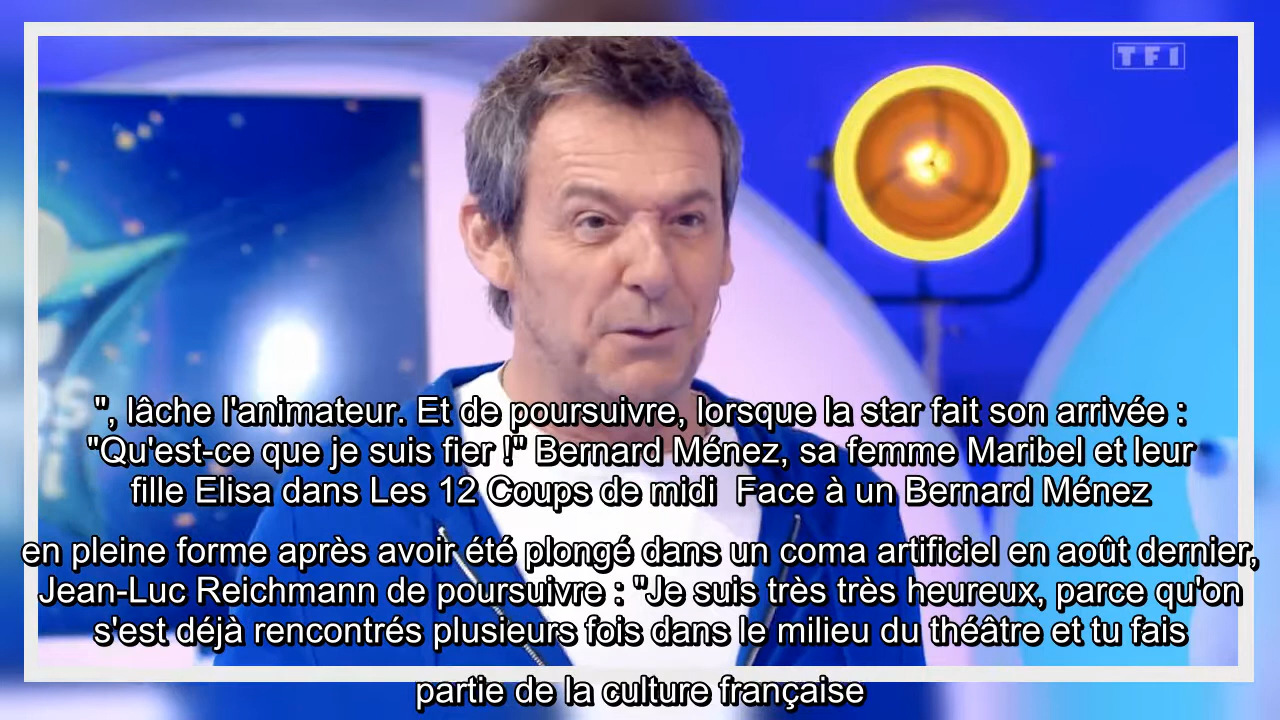 TF1
", lâche l'animateur. Et de poursuivre, lorsque la star fait son arrivée :
"Qu'est-ce que je suis fier !" Bernard Ménez, sa femme Maribel et leur
fille Elisa dans Les 12 Coups de midi  Face à un Bernard Ménez
en pleine forme après avoir été plongé dans un coma artificiel en août dernier,
Jean-Luc Reichmann de poursuivre : "Je suis très très heureux, parce qu'on
s'est déjà rencontrés plusieurs fois dans le milieu du théâtre et tu fais
partie de la culture française